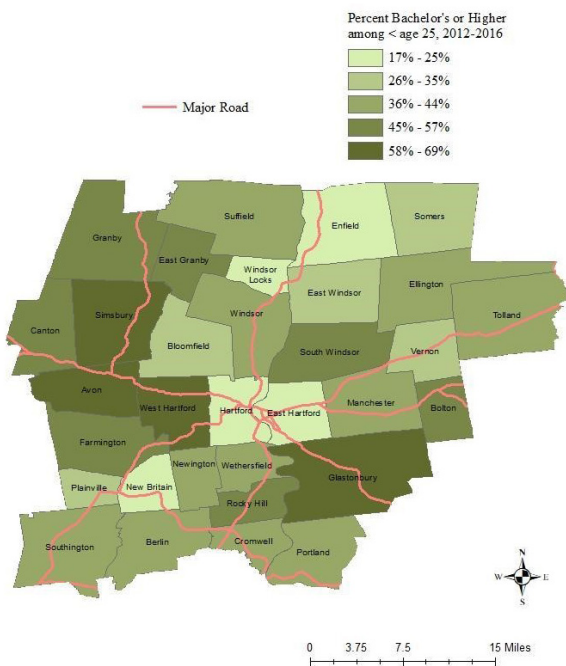 Percent Bachelor's or Higher
among < age 25, 2012-2016
17% - 25%
26% - 35%
36% - 44%
45% - 57%
58% - 69%
Major Road
Suffield
Enfield
Somers
Granby
East Granby
Windsor
Locks
Ellington
East Windsor
Tolland
Simsbury
Windsor
Canton
Bloomfield
South Windsor
Vernon
Avon
West Hartford
Hartford
East Hartford
Manchester
Bolton
Farmington
Newington
Wethersfield
Glastonbury
Plainville
New Britain
Rocky Hill
Southington
Berlin
Cromwell
Portland
N
W
E
S
0
3.75
7.5
15 Miles